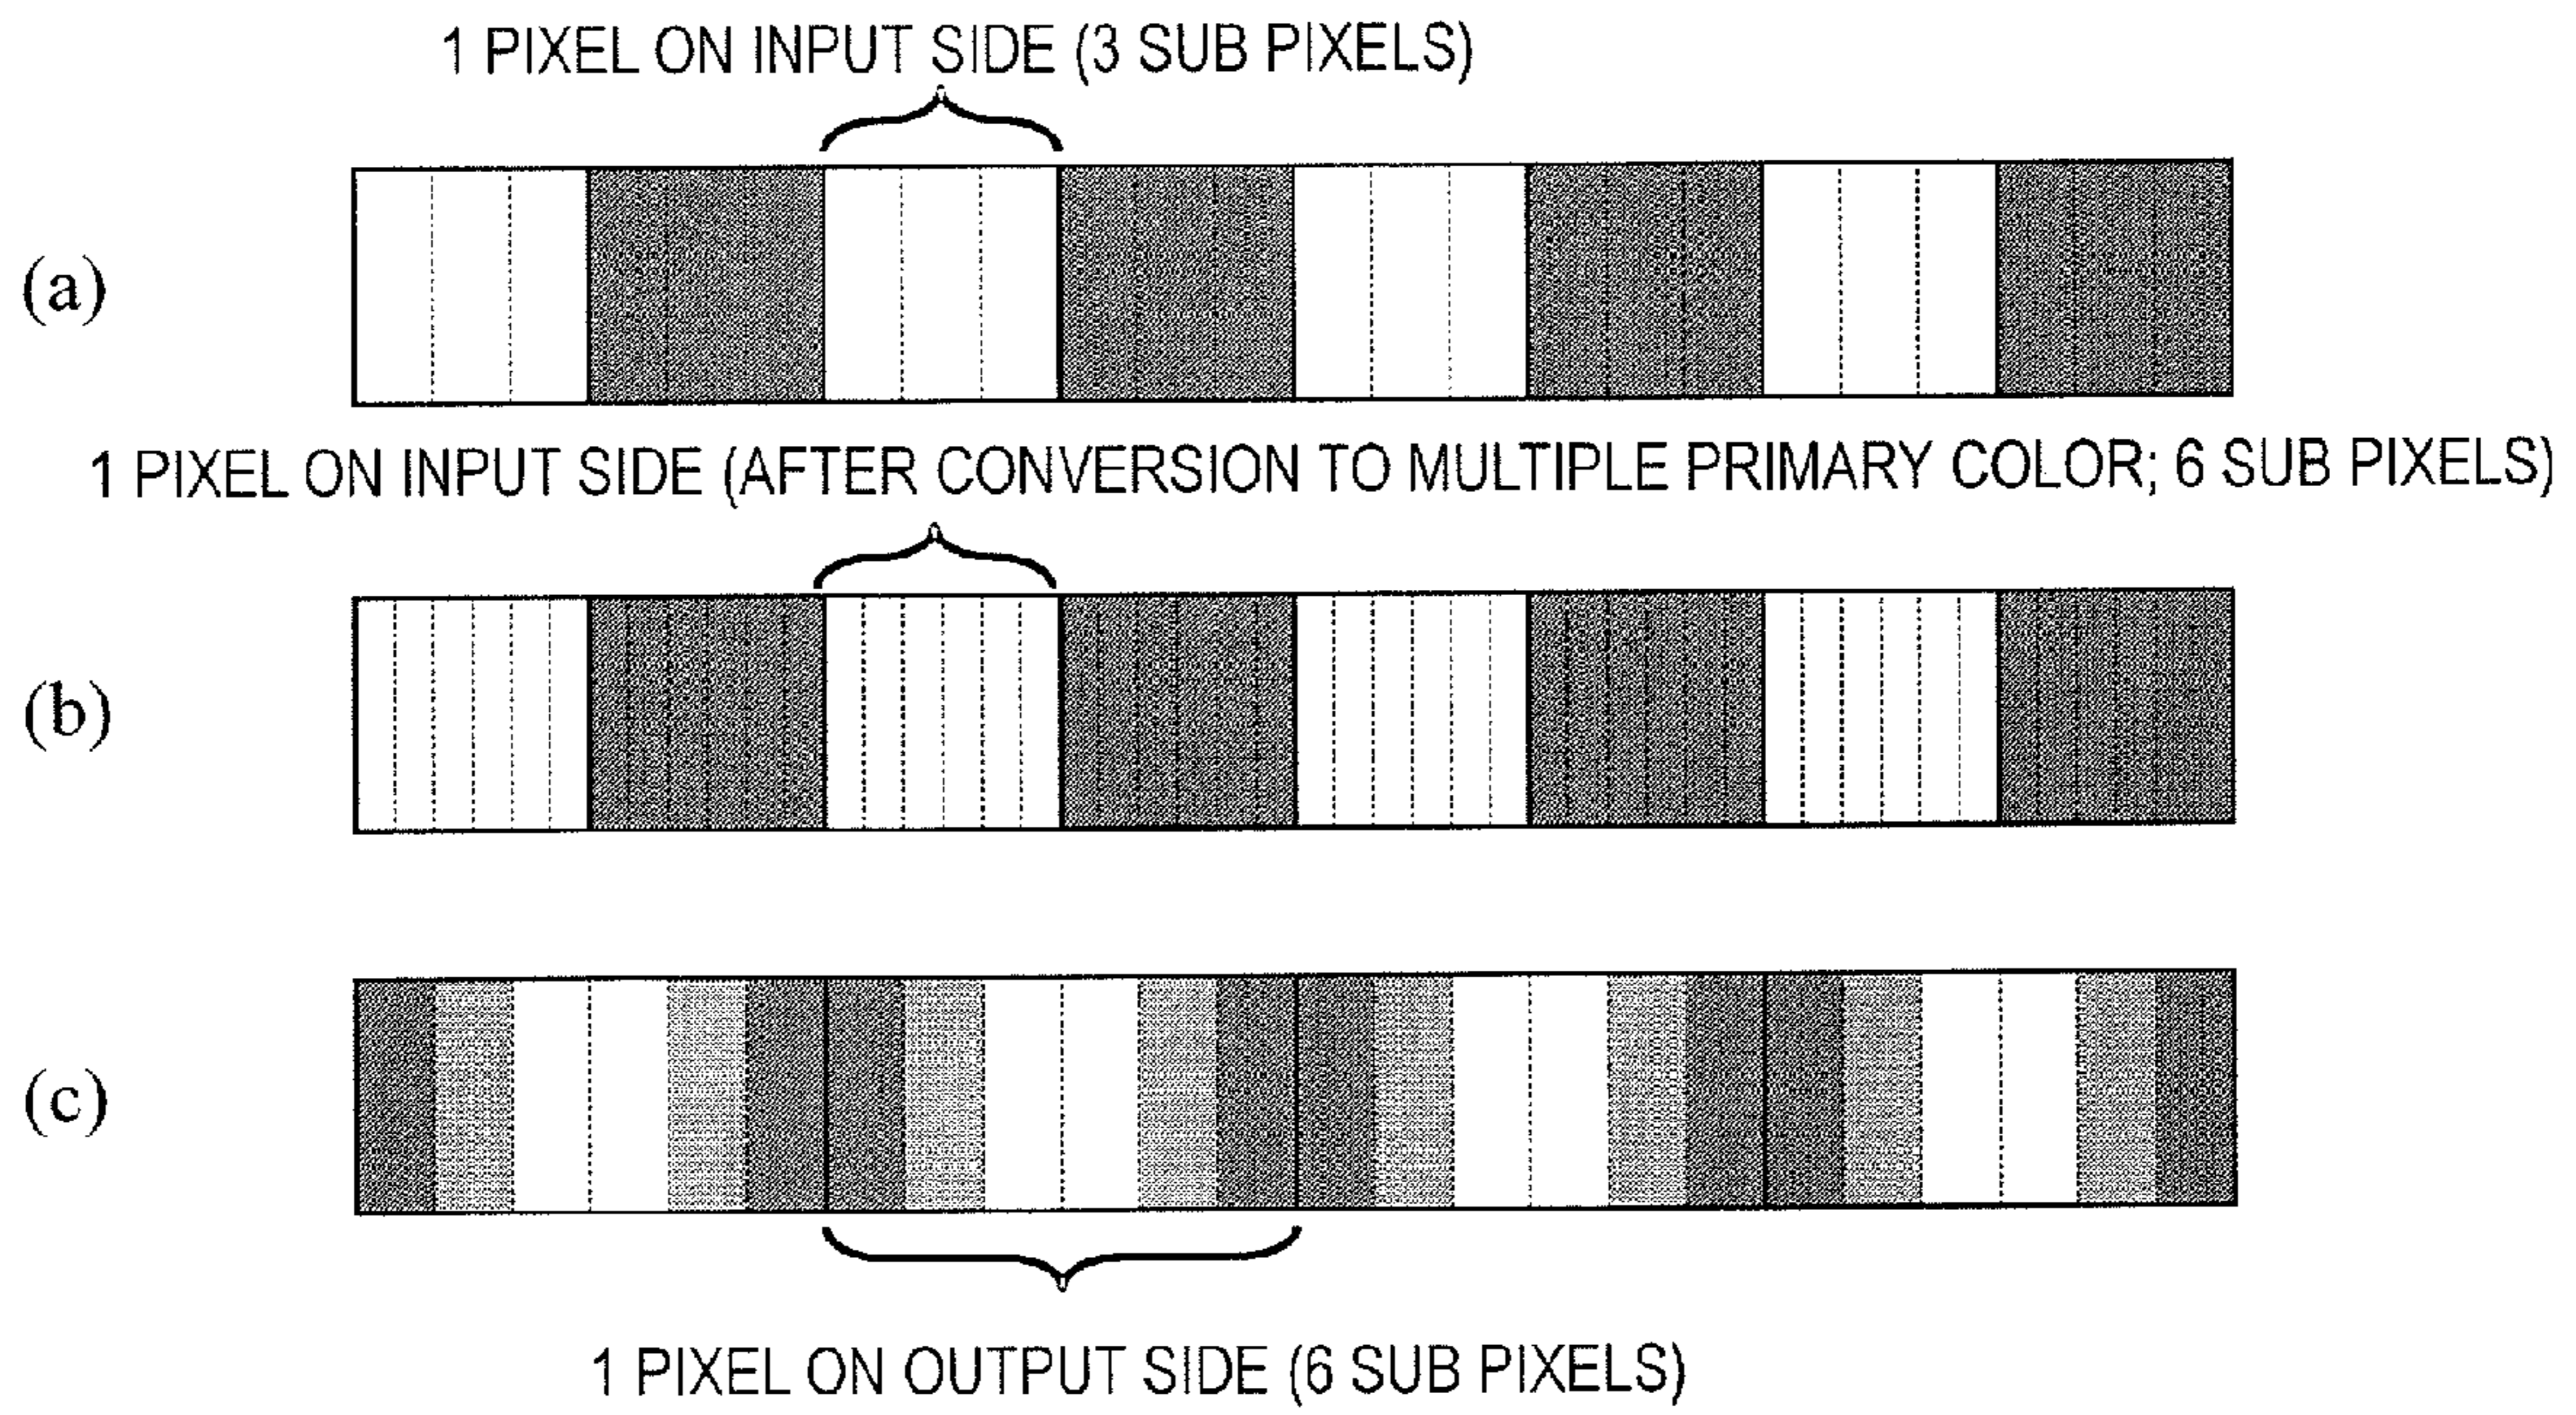 1 PIXEL ON INPUT SIDE (3 SUB PIXELS)
(a)
1 PIXEL ON INPUT SIDE (AFTER CONVERSION TO MULTIPLE PRIMARY COLOR; 6 SUB PIXELS)
(b)
(c)
1 PIXEL ON OUTPUT SIDE (6 SUB PIXELS)